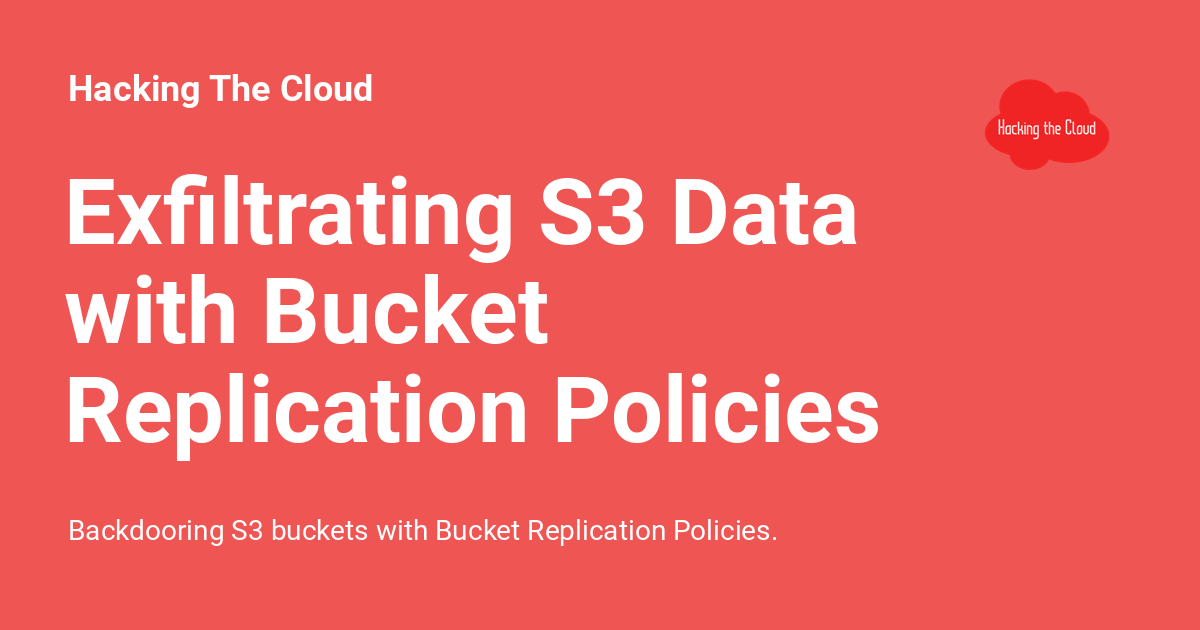 Hacking The Cloud
Hacking the Cloud
Exfiltrating S3 Data
with Bucket
Replication Policies
Backdooring S3 buckets with Bucket Replication Policies.